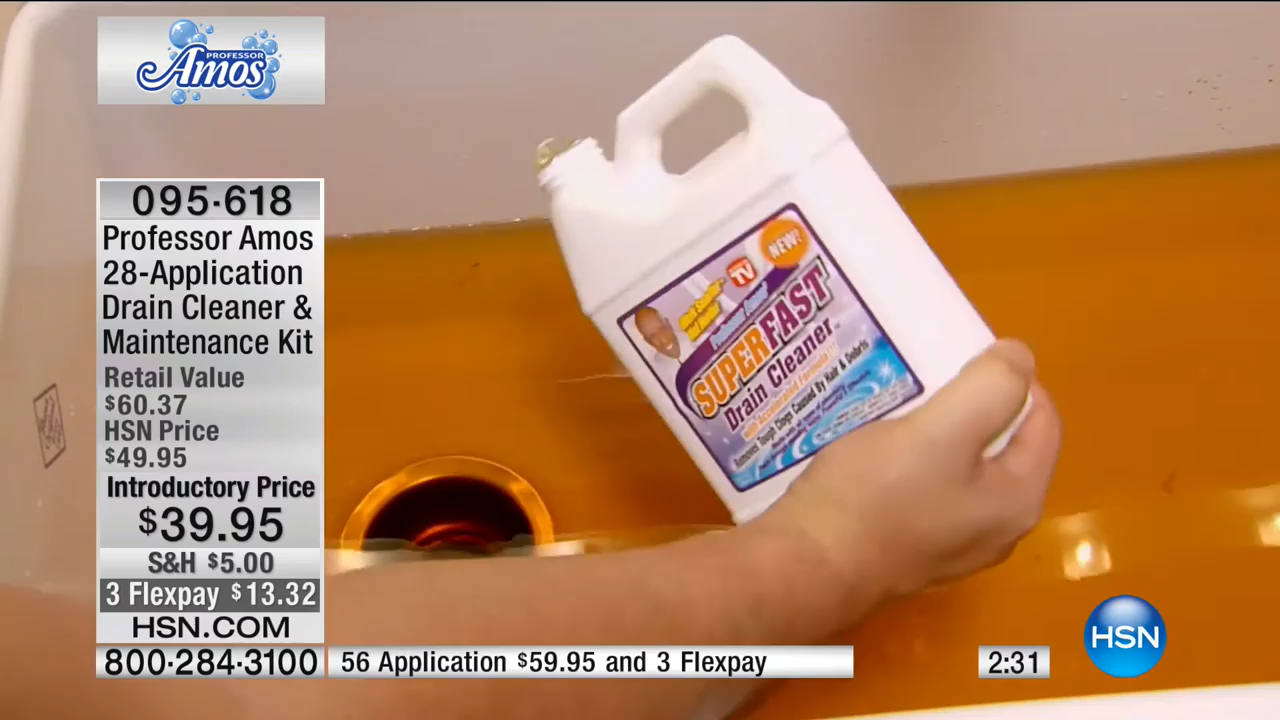 PROFESSOR
Amos
095·618
Professor Amos
28-Application
Drain Cleaner &
Maintenance Kit
Retail Value
$60.37
HSN Price
$49.95
Introductory Price
$39.95
S&H $5.00
3 Flexpay $13.32
HSN.COM
800·284·3100
56 Application $59.95 and 3 Flexpay
2:31
HSN
NEW!
TV
SUPERFAST
Drain Cleaner
Removes Tough Clogs Caused By Hair & Debris